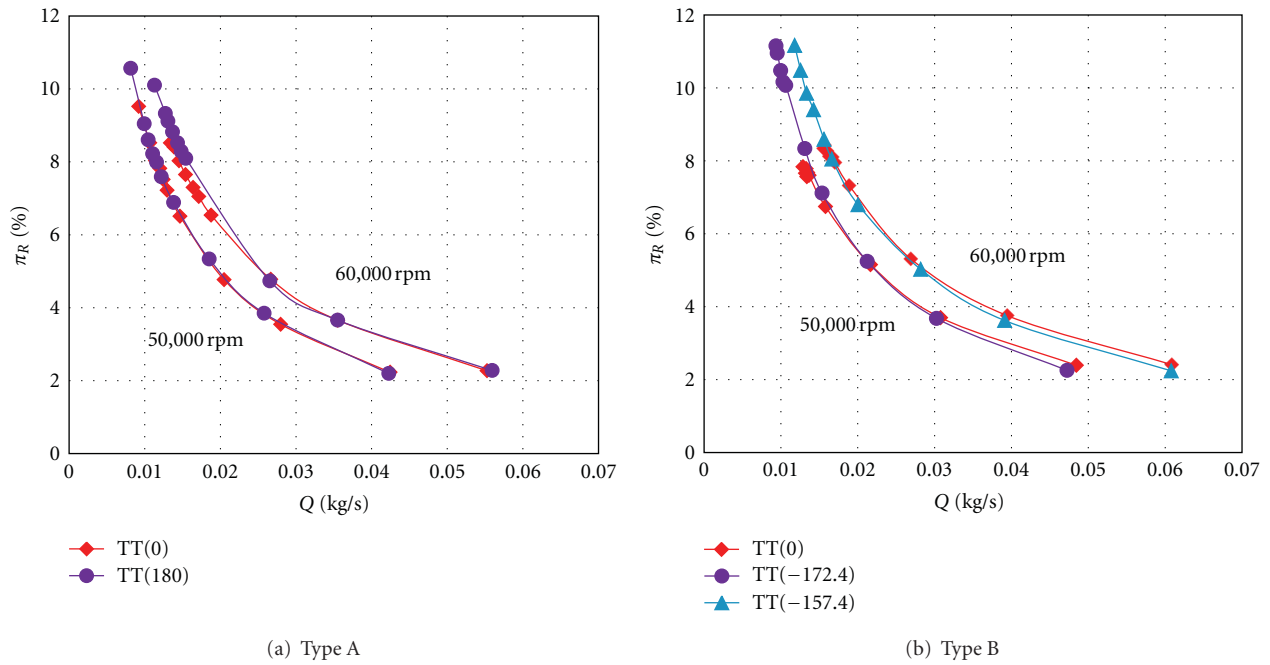 12
10
8
6
4
2
0
π_R (%)
60,000 rpm
50,000 rpm
0
0.01
0.02
0.03
0.04
0.05
0.06
0.07
Q (kg/s)
TT(0)
TT(180)
(a) Type A
12
10
8
6
4
2
0
π_R (%)
60,000 rpm
50,000 rpm
0
0.01
0.02
0.03
0.04
0.05
0.06
0.07
Q (kg/s)
TT(0)
TT(−172.4)
TT(−157.4)
(b) Type B